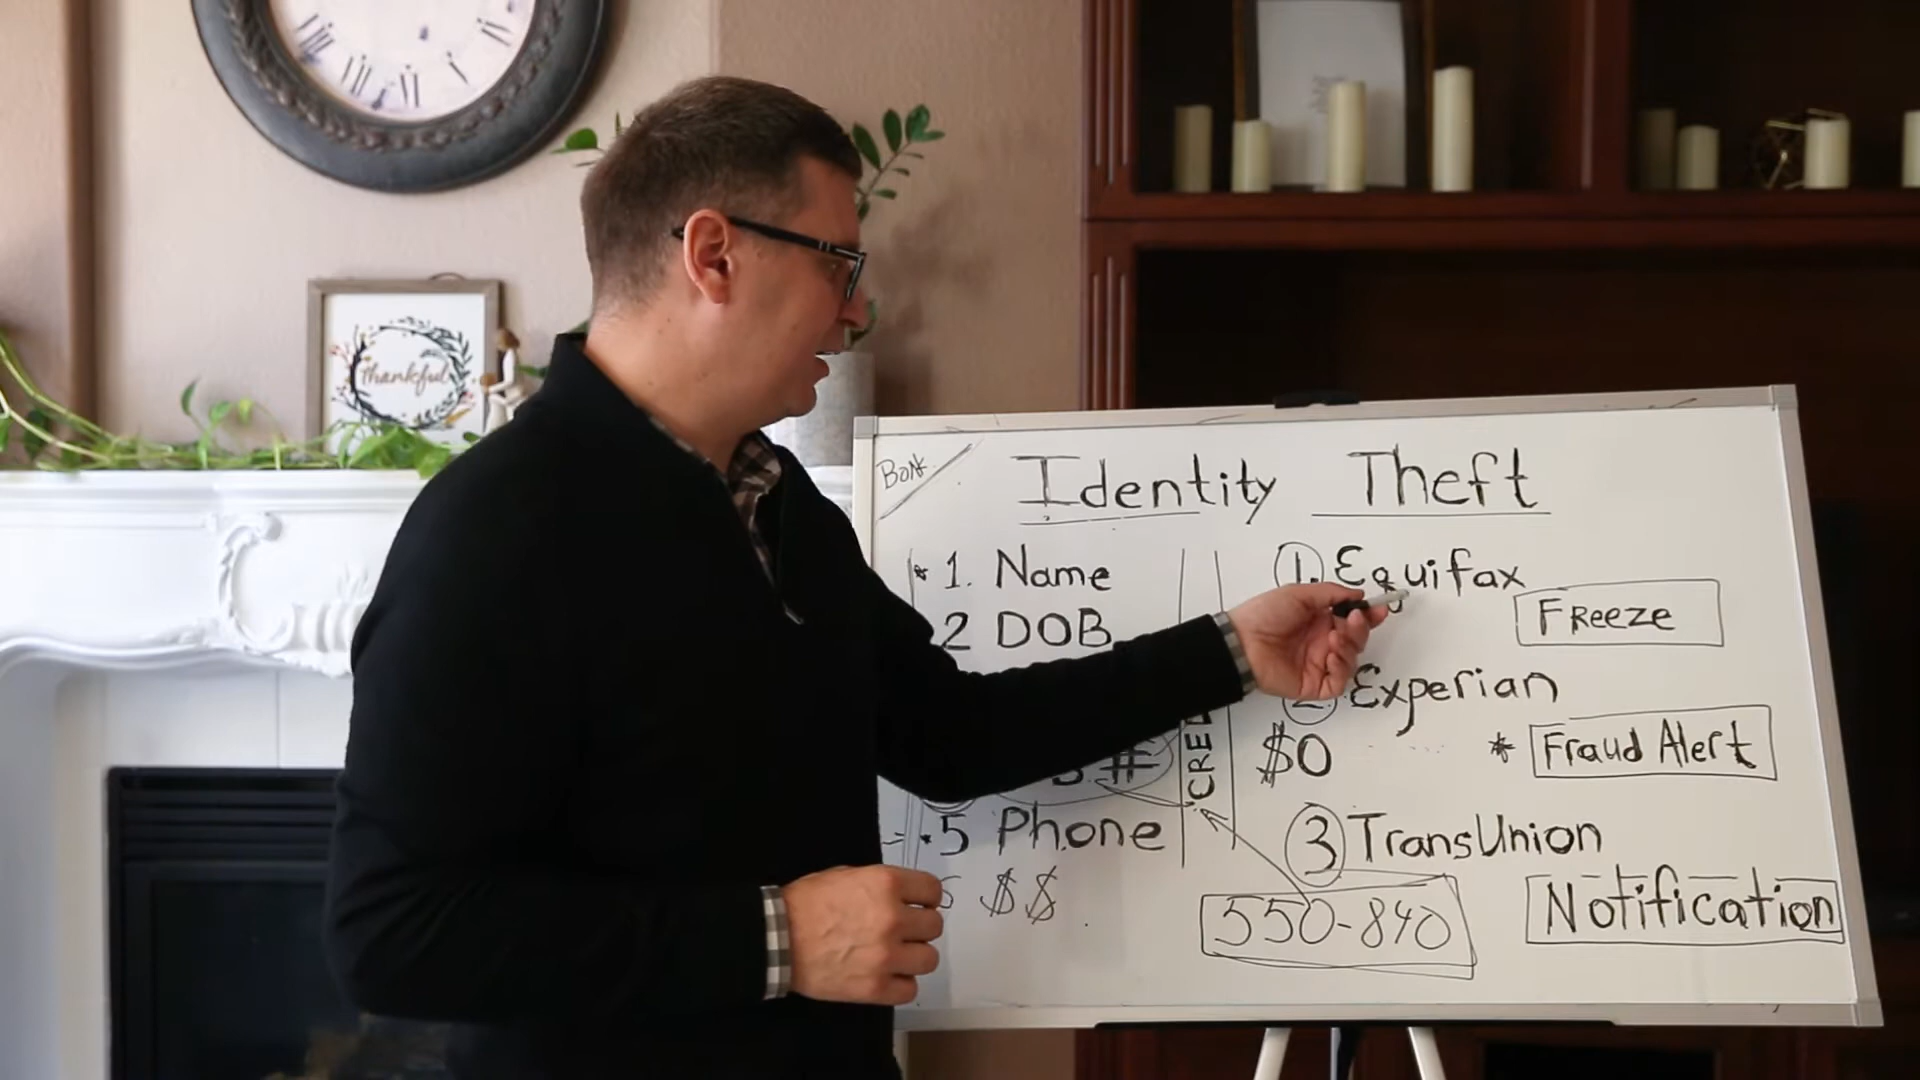 Thankful
Identity Theft
* 1. Name
2 DOB
#
5 Phone
$$
1. Equifax
Freeze
2. Experian
$0
* Fraud Alert
3 TransUnion
550-840
Notification